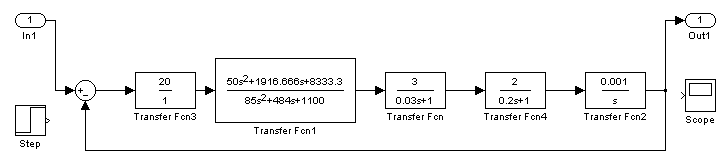 1
In1
+
-
Step
20
1
Transfer Fcn3
50s²+1916.666s+8333.3
85s²+484s+1100
Transfer Fcn1
3
0.03s+1
Transfer Fcn
2
0.2s+1
Transfer Fcn4
0.001
s
Transfer Fcn2
1
Out1
Scope